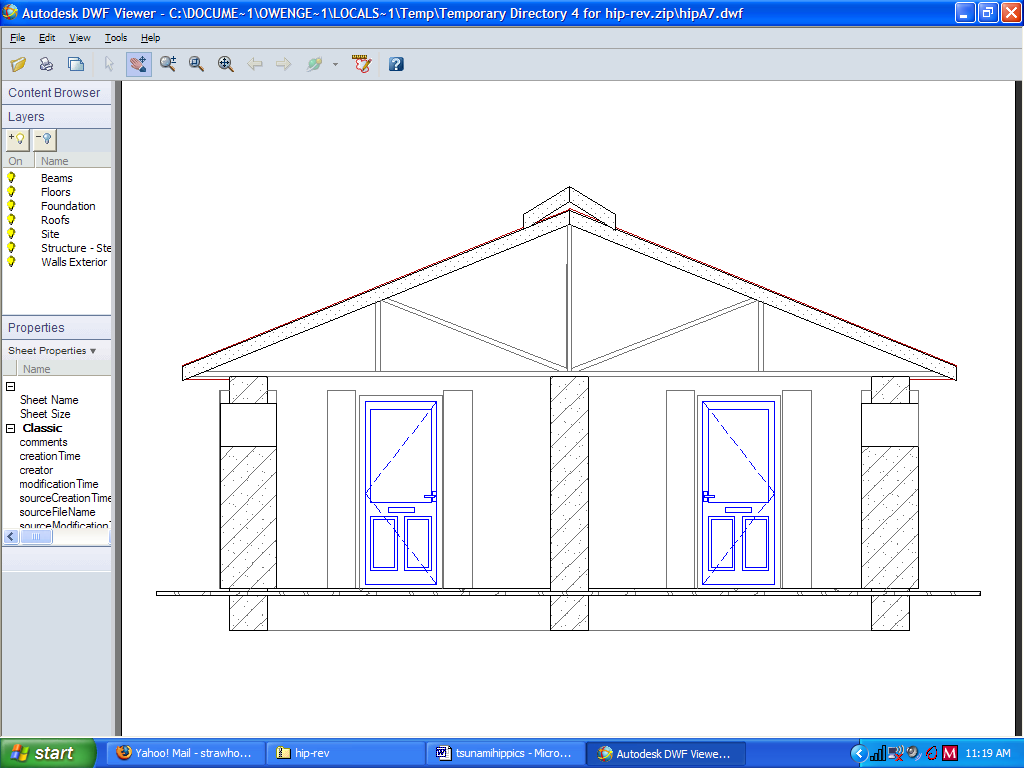 Autodesk DWF Viewer - C:\DOCUME~1\OWENGE~1\LOCALS~1\Temp\Temporary Directory 4 for hip-rev.zip\hipA7.dwf
File Edit View Tools Help
Content Browser
Layers
On Name
Beams
Floors
Foundation
Roofs
Site
Structure - Ste
Walls Exterior
Properties
Sheet Properties
Name
Sheet Name
Sheet Size
Classic
comments
creationTime
creator
modificationTime
sourceCreationTime
sourceFileName
sourceModification
start Yahoo! Mail - strawho... hip-rev tsunamihippics - Micro... Autodesk DWF Viewe... M 11:19 AM